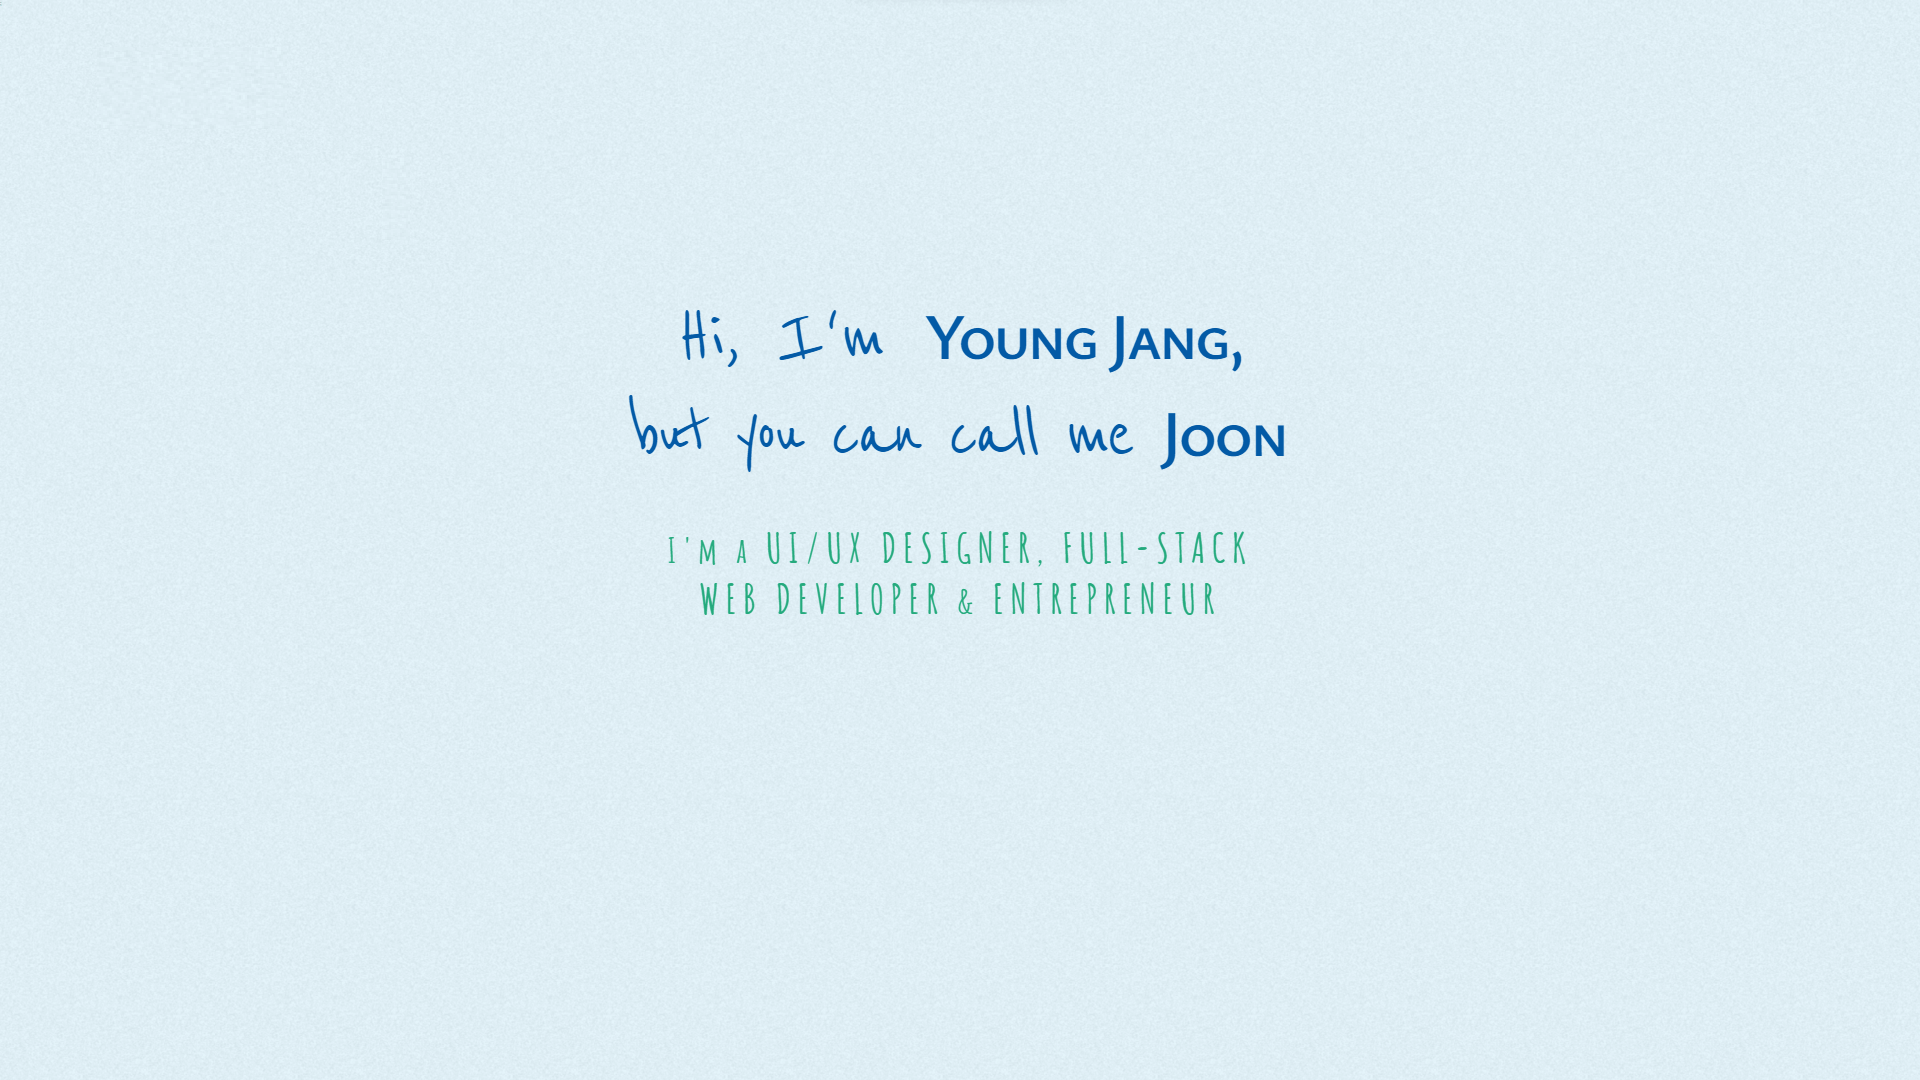 Hi, I'm Young Jang,
but you can call me Joon
I'm a UI/UX DESIGNER, FULL-STACK
WEB DEVELOPER & ENTREPRENEUR